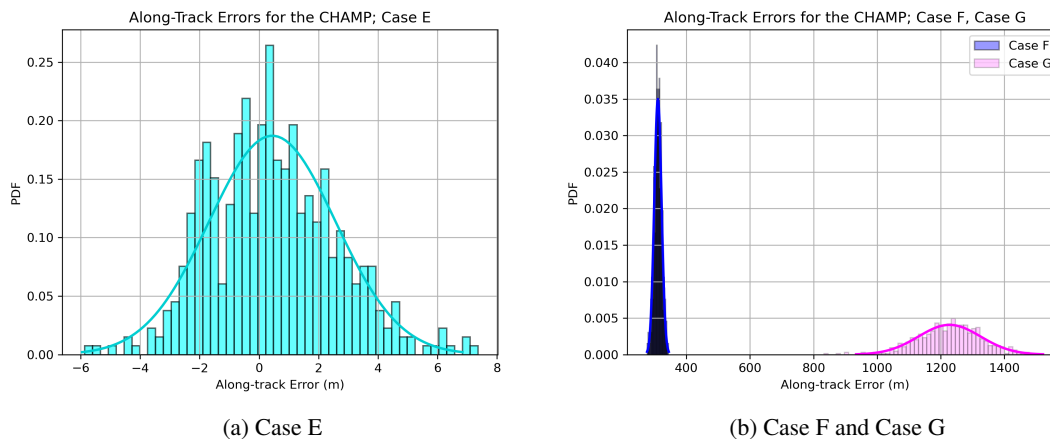 Along-Track Errors for the CHAMP; Case E
PDF
0.25
0.20
0.15
0.10
0.05
0.00
−6
−4
−2
0
2
4
6
8
Along-track Error (m)
(a) Case E
Along-Track Errors for the CHAMP; Case F, Case G
Case F
Case G
PDF
0.040
0.035
0.030
0.025
0.020
0.015
0.010
0.005
0.000
400
600
800
1000
1200
1400
Along-track Error (m)
(b) Case F and Case G